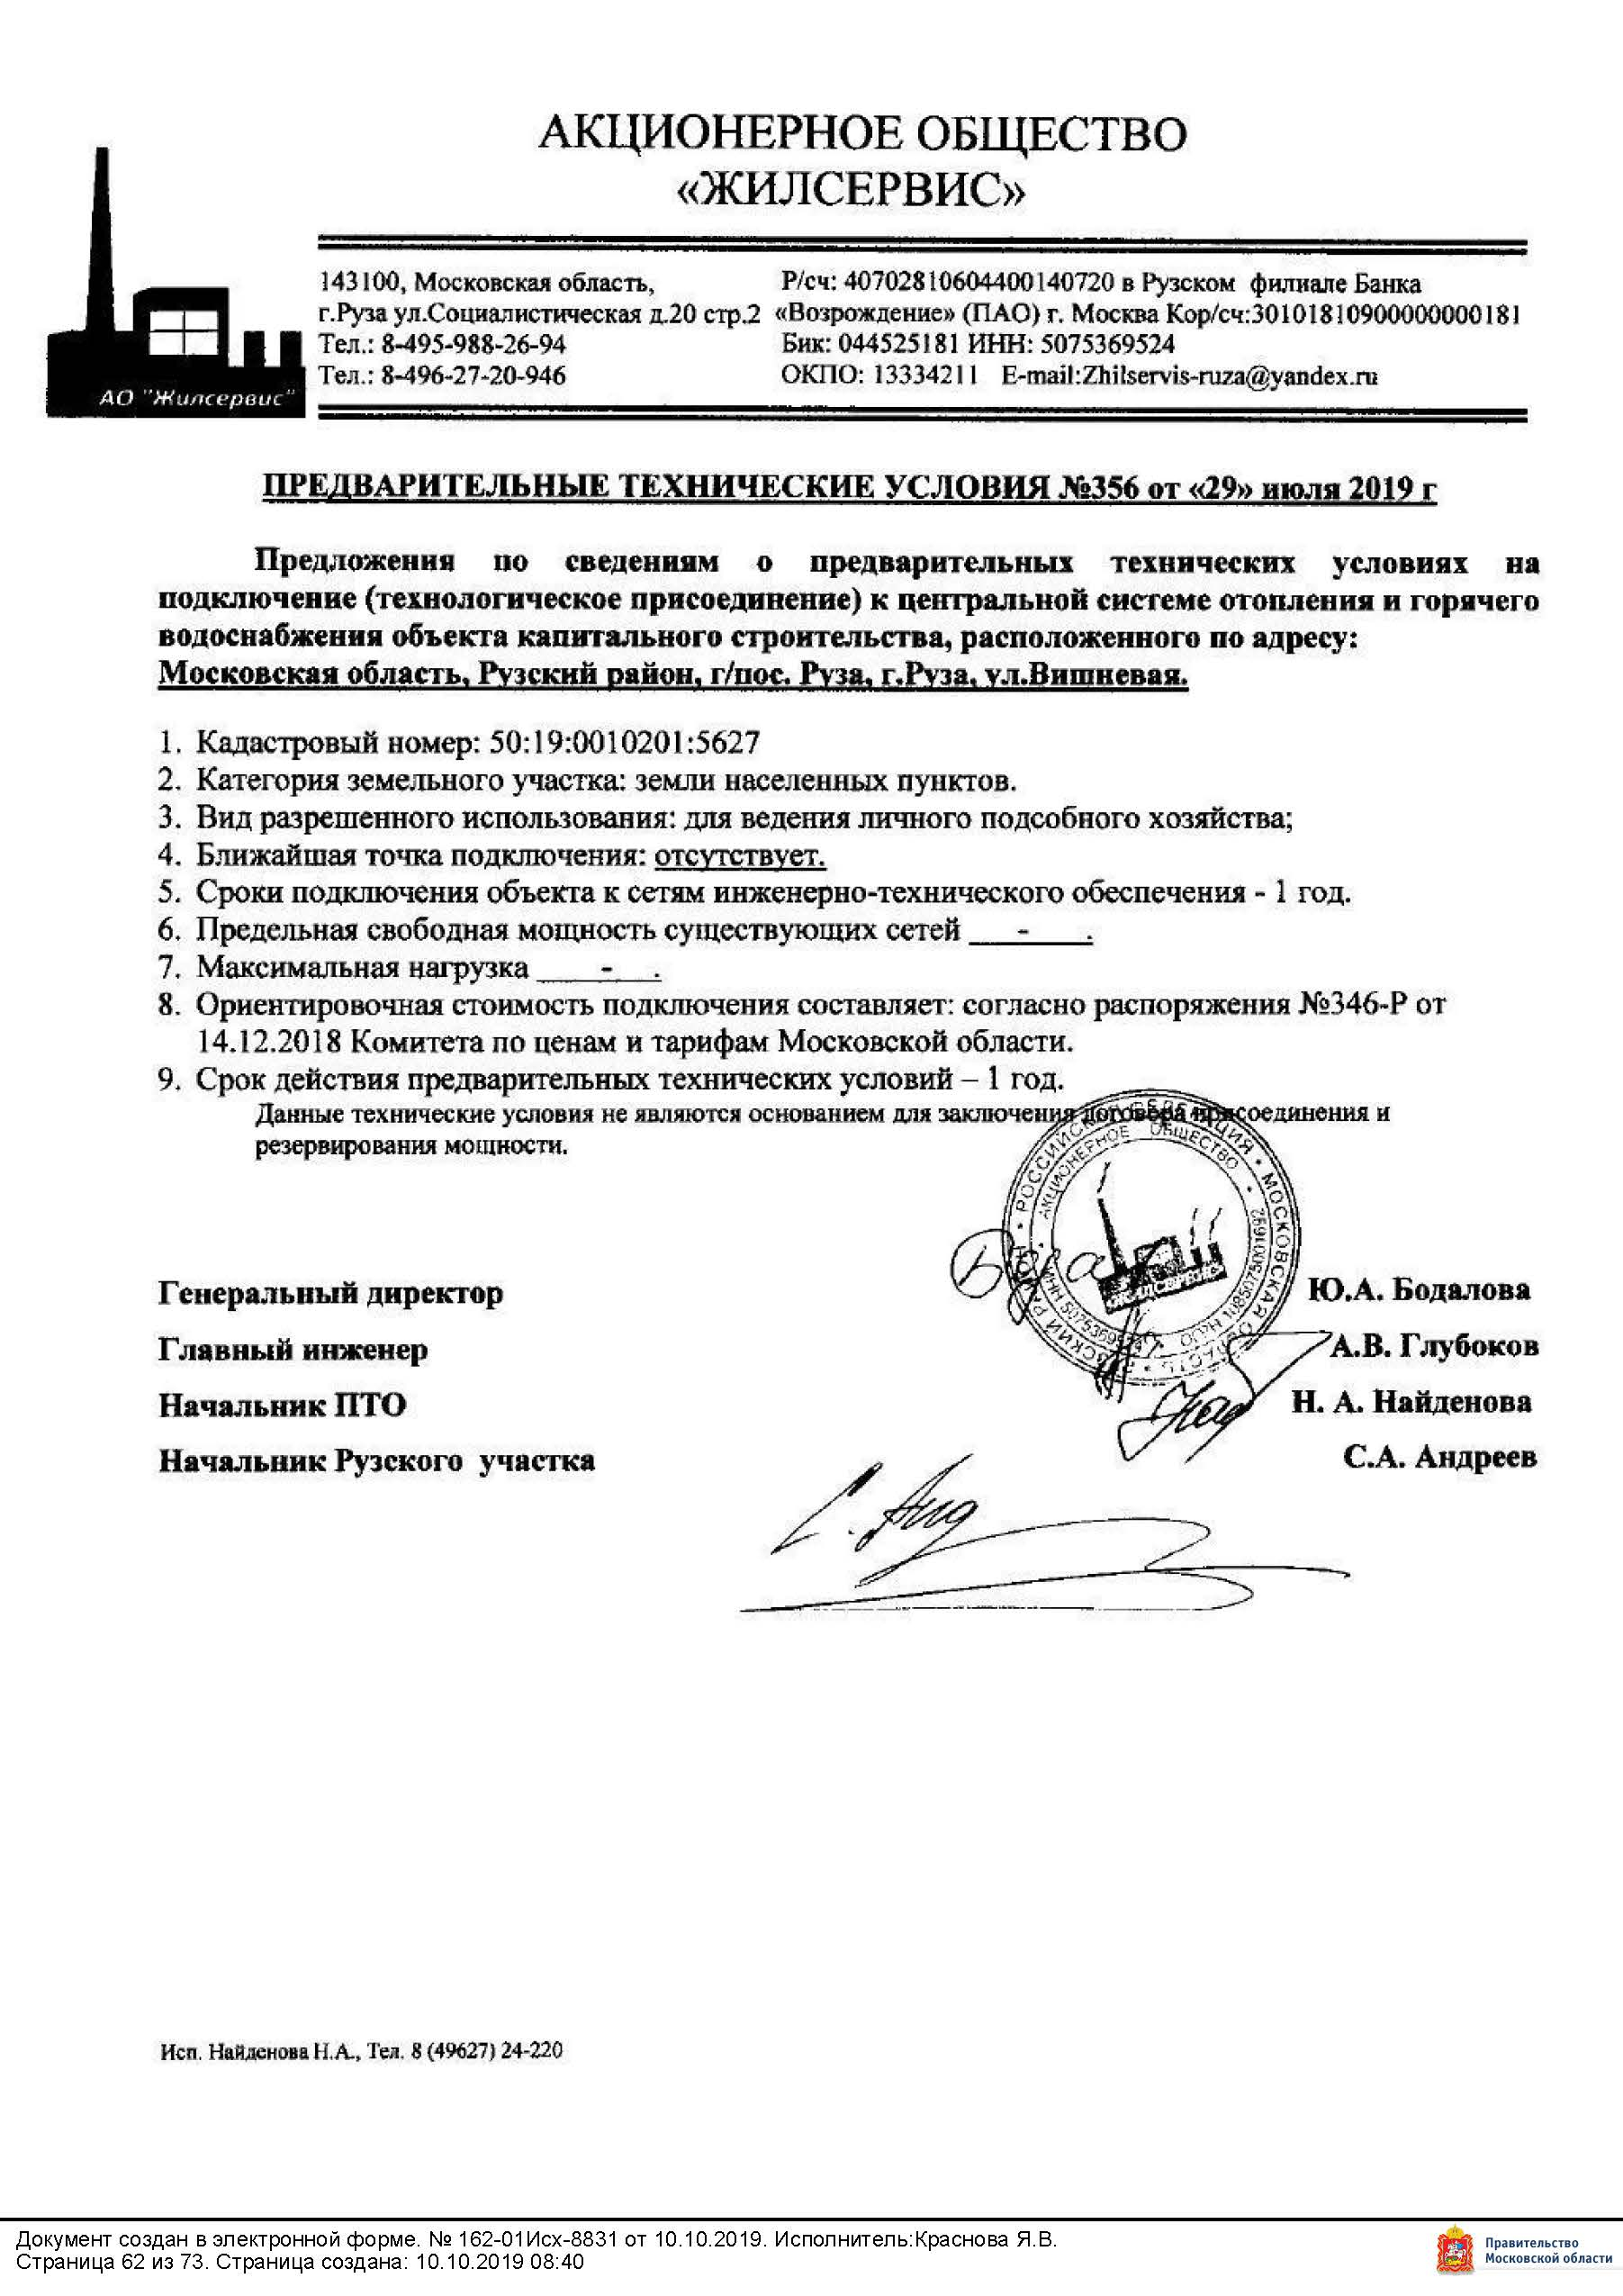 АКЦИОНЕРНОЕ ОБЩЕСТВО
«ЖИЛСЕРВИС»
АО "Жилсервис"
143100, Московская область,
г.Руза ул.Социалистическая д.20 стр.2
Тел.: 8-495-988-26-94
Тел.: 8-496-27-20-946
Р/сч: 40702810604400140720 в Рузском филиале Банка
«Возрождение» (ПАО) г. Москва Кор/сч:30101810900000000181
Бик: 044525181 ИНН: 5075369524
ОКПО: 13334211 E-mail:Zhilservis-ruza@yandex.ru
ПРЕДВАРИТЕЛЬНЫЕ ТЕХНИЧЕСКИЕ УСЛОВИЯ №356 от «29» июля 2019 г
Предложения по сведениям о предварительных технических условиях на
подключение (технологическое присоединение) к центральной системе отопления и горячего
водоснабжения объекта капитального строительства, расположенного по адресу:
Московская область, Рузский район, г/пос. Руза, г.Руза, ул.Вишневая.
1. Кадастровый номер: 50:19:0010201:5627
2. Категория земельного участка: земли населенных пунктов.
3. Вид разрешенного использования: для ведения личного подсобного хозяйства;
4. Ближайшая точка подключения: отсутствует.
5. Сроки подключения объекта к сетям инженерно-технического обеспечения - 1 год.
6. Предельная свободная мощность существующих сетей ___-___.
7. Максимальная нагрузка ___-___.
8. Ориентировочная стоимость подключения составляет: согласно распоряжения №346-Р от
14.12.2018 Комитета по ценам и тарифам Московской области.
9. Срок действия предварительных технических условий – 1 год.
Данные технические условия не являются основанием для заключения договора присоединения и
резервирования мощности.
РОССИЙСКАЯ ФЕДЕРАЦИЯ • МОСКОВСКАЯ ОБЛАСТЬ •
АКЦИОНЕРНОЕ ОБЩЕСТВО
Генеральный директор Ю.А. Бодалова
Главный инженер А.В. Глубоков
Начальник ПТО Н. А. Найденова
Начальник Рузского участка С.А. Андреев
Исп. Найденова Н.А., Тел. 8 (49627) 24-220
Документ создан в электронной форме. № 162-01Исх-8831 от 10.10.2019. Исполнитель:Краснова Я.В.
Страница 62 из 73. Страница создана: 10.10.2019 08:40
Правительство
Московской области